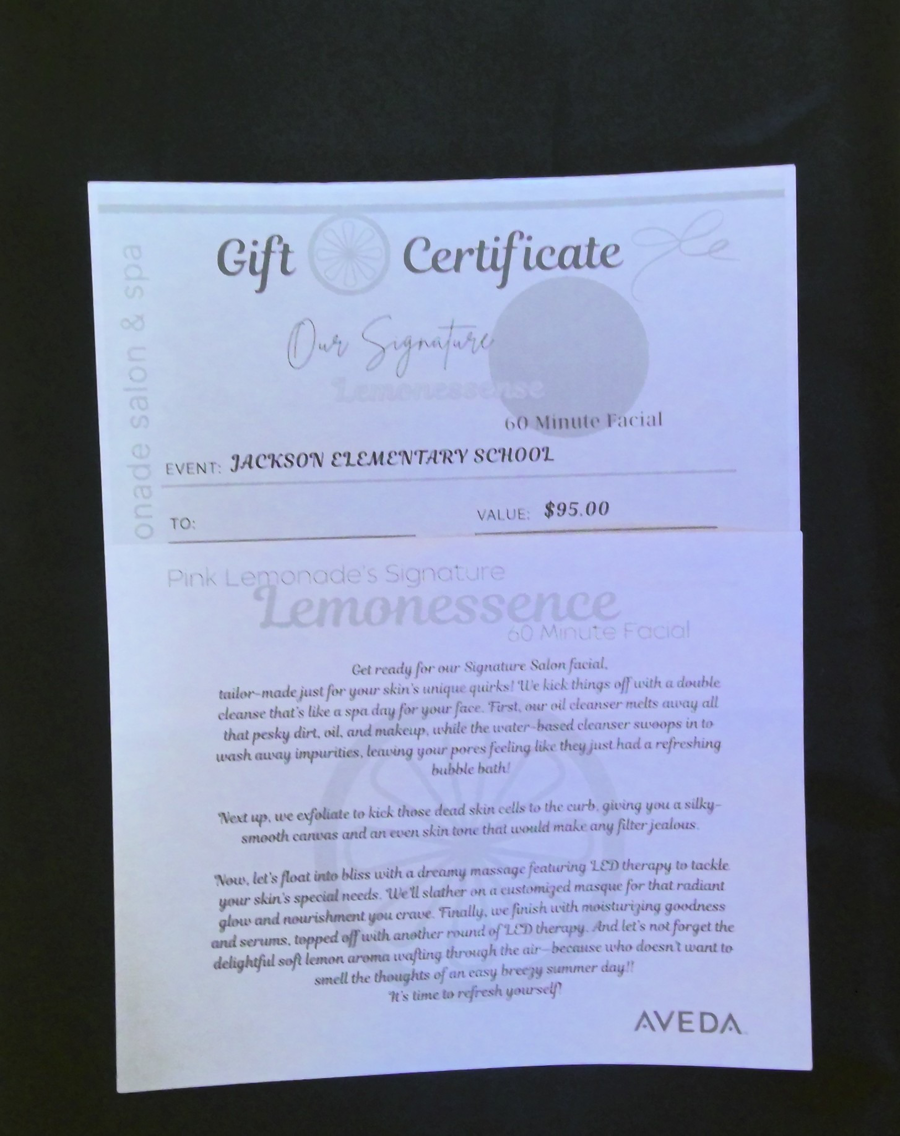 Gift Certificate
onade salon & spa
Our Signature
Lemonessense
60 Minute Facial
EVENT: JACKSON ELEMENTARY SCHOOL
TO:
VALUE: $95.00
Pink Lemonade's Signature
Lemonessence
60 Minute Facial
Get ready for our Signature Salon facial,
tailor-made just for your skin's unique quirks! We kick things off with a double
cleanse that's like a spa day for your face. First, our oil cleanser melts away all
that pesky dirt, oil, and makeup, while the water-based cleanser swoops in to
wash away impurities, leaving your pores feeling like they just had a refreshing
bubble bath!
Next up, we exfoliate to kick those dead skin cells to the curb, giving you a silky-
smooth canvas and an even skin tone that would make any filter jealous.
Now, let's float into bliss with a dreamy massage featuring LED therapy to tackle
your skin's special needs. We'll slather on a customized masque for that radiant
glow and nourishment you crave. Finally, we finish with moisturizing goodness
and serums, topped off with another round of LED therapy. And let's not forget the
delightful soft lemon aroma wafting through the air—because who doesn't want to
smell the thoughts of an easy breezy summer day!!
It's time to refresh yourself!
AVEDA